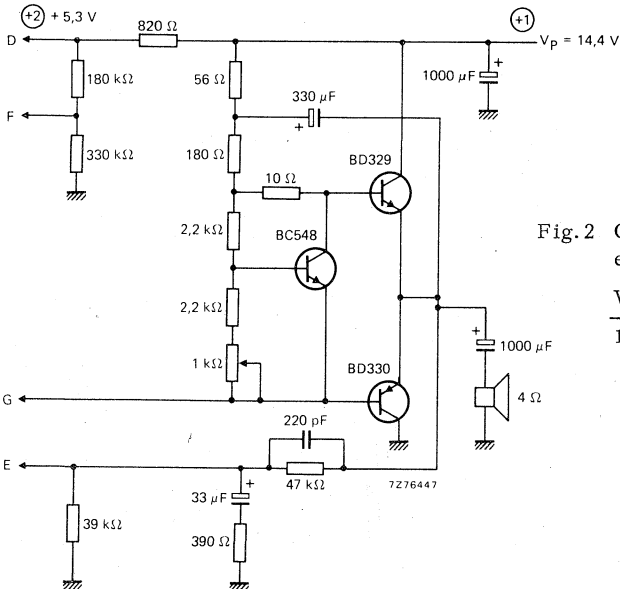 +2 + 5,3 V
+1
820 Ω
D
VP = 14,4 V
180 kΩ
56 Ω
1000 μF
+
330 μF
+
F
330 kΩ
180 Ω
BD329
10 Ω
2,2 kΩ
BC548
Fig. 2
2,2 kΩ
+
1000 μF
1 kΩ
BD330
4 Ω
G
220 pF
E
47 kΩ
7Z76447
+
33 μF
39 kΩ
390 Ω